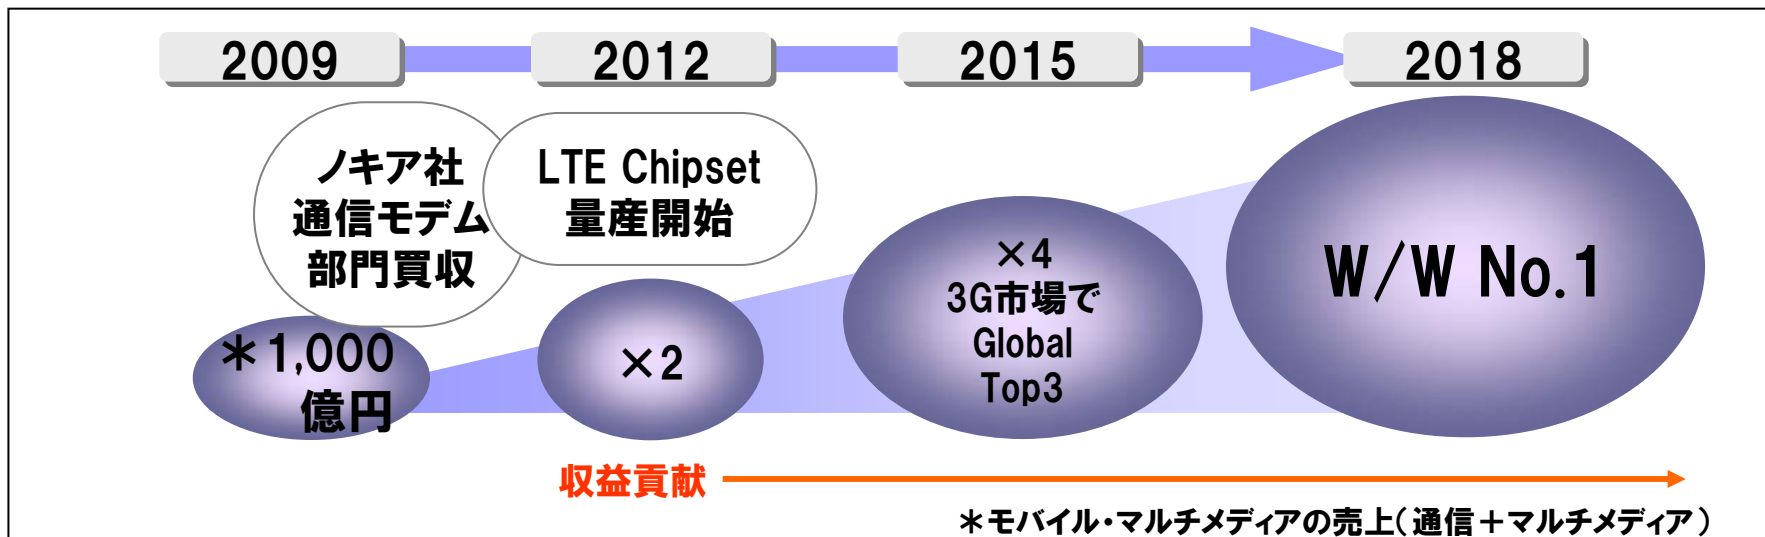 2009
2012
2015
2018
ノキア社
通信モデム
部門買収
LTE Chipset
量産開始
＊1,000
億円
×2
×4
3G市場で
Global
Top3
W/W No.1
収益貢献
＊モバイル・マルチメディアの売上（通信＋マルチメディア）